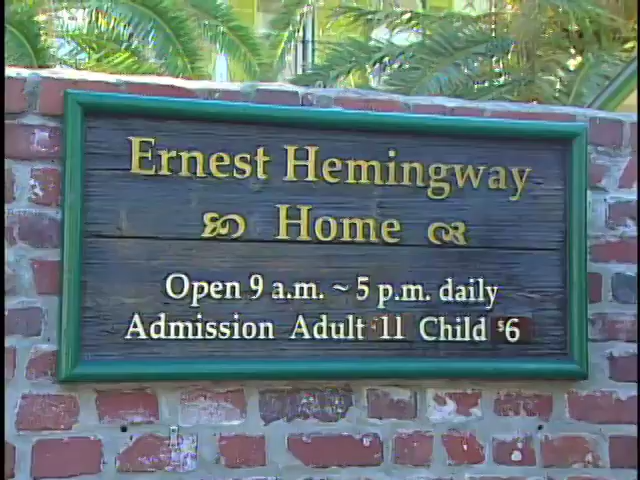 Ernest Hemingway
Home
Open 9 a.m. ~ 5 p.m. daily
Admission Adult $11 Child $6